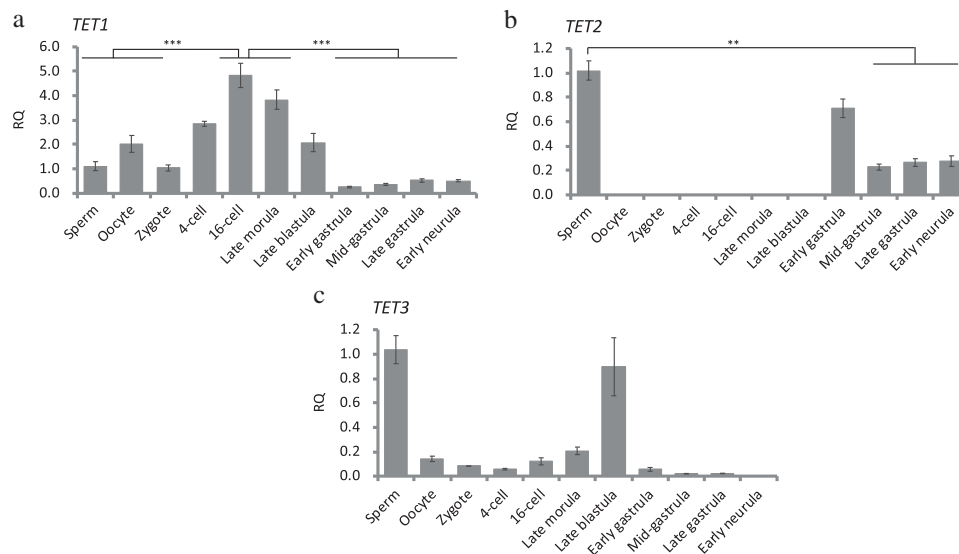 a
TET1
6.0
5.0
4.0
3.0
2.0
1.0
0.0
RQ
***
***
Sperm
Oocyte
Zygote
4-cell
16-cell
Late morula
Late blastula
Early gastrula
Mid-gastrula
Late gastrula
Early neurula
b
TET2
1.2
1.0
0.8
0.6
0.4
0.2
0.0
RQ
**
Sperm
Oocyte
Zygote
4-cell
16-cell
Late morula
Late blastula
Early gastrula
Mid-gastrula
Late gastrula
Early neurula
c
TET3
1.2
1.0
0.8
0.6
0.4
0.2
0.0
RQ
Sperm
Oocyte
Zygote
4-cell
16-cell
Late morula
Late blastula
Early gastrula
Mid-gastrula
Late gastrula
Early neurula